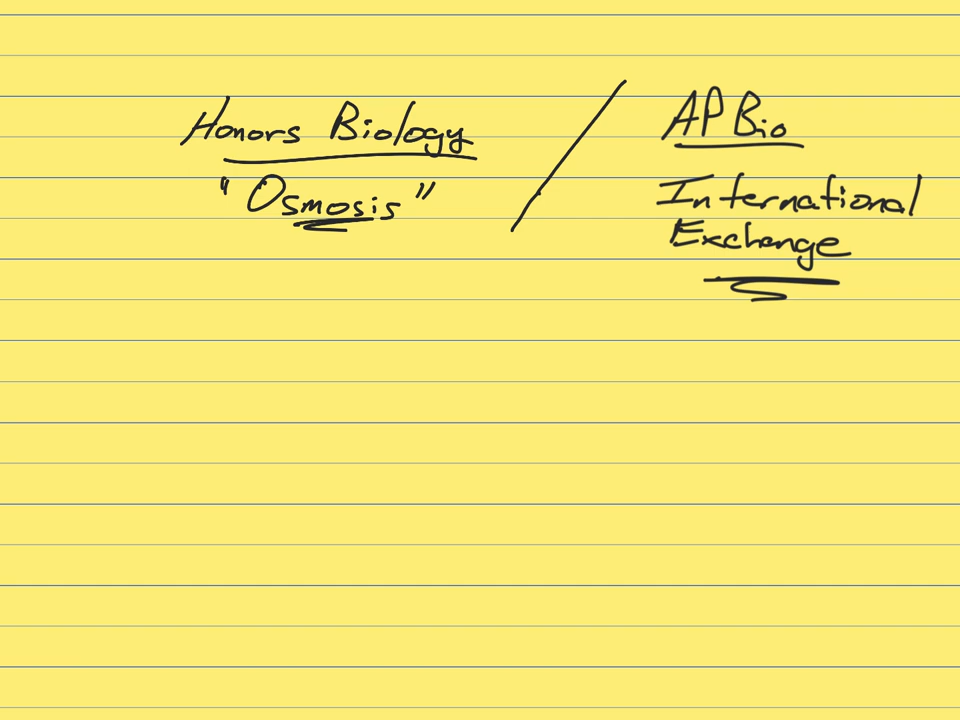 Honors Biology
"Osmosis"
/
AP Bio
International
Exchange